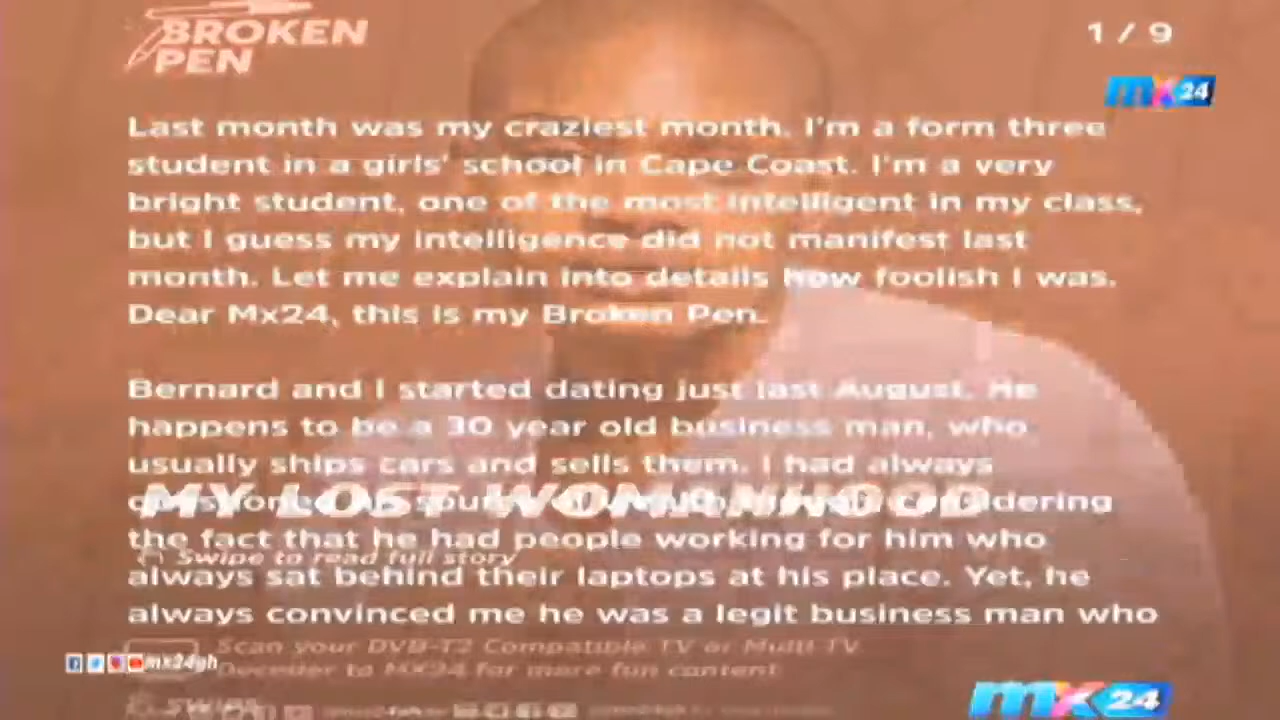 BROKEN
PEN
1 / 9
mx24
Last month was my craziest month. I'm a form three
student in a girls' school in Cape Coast. I'm a very
bright student, one of the most intelligent in my class,
but I guess my intelligence did not manifest last
month. Let me explain into details how foolish I was.
Dear Mx24, this is my Broken Pen.
Bernard and I started dating just last August. He
happens to be a 30 year old business man, who
usually ships cars and sells them. I had always
questioned his source of considering
MY LOST WOMANHOOD
the fact that he had people working for him who
Swipe to read full story
always sat behind their laptops at his place. Yet, he
always convinced me he was a legit business man who
Scan your DVB-T2 Compatible TV or Multi TV
Decoder to MX24 for more fun content
mx24gh
SWIPE
mx24